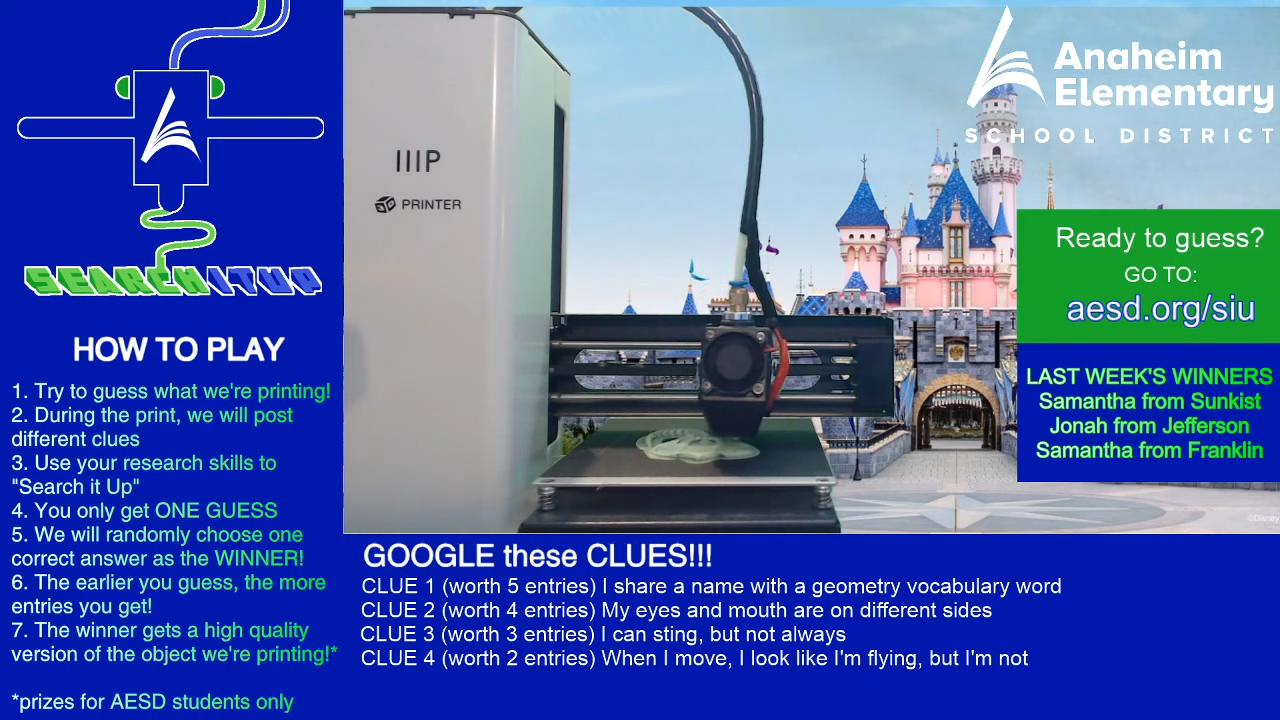 SEARCHITUP
HOW TO PLAY
1. Try to guess what we're printing!
2. During the print, we will post
different clues
3. Use your research skills to
"Search it Up"
4. You only get ONE GUESS
5. We will randomly choose one
correct answer as the WINNER!
6. The earlier you guess, the more
entries you get!
7. The winner gets a high quality
version of the object we're printing!*
*prizes for AESD students only
IIIP
PRINTER
Anaheim
Elementary
SCHOOL DISTRICT
Ready to guess?
GO TO:
aesd.org/siu
LAST WEEK'S WINNERS
Samantha from Sunkist
Jonah from Jefferson
Samantha from Franklin
©Disney
GOOGLE these CLUES!!!
CLUE 1 (worth 5 entries) I share a name with a geometry vocabulary word
CLUE 2 (worth 4 entries) My eyes and mouth are on different sides
CLUE 3 (worth 3 entries) I can sting, but not always
CLUE 4 (worth 2 entries) When I move, I look like I'm flying, but I'm not